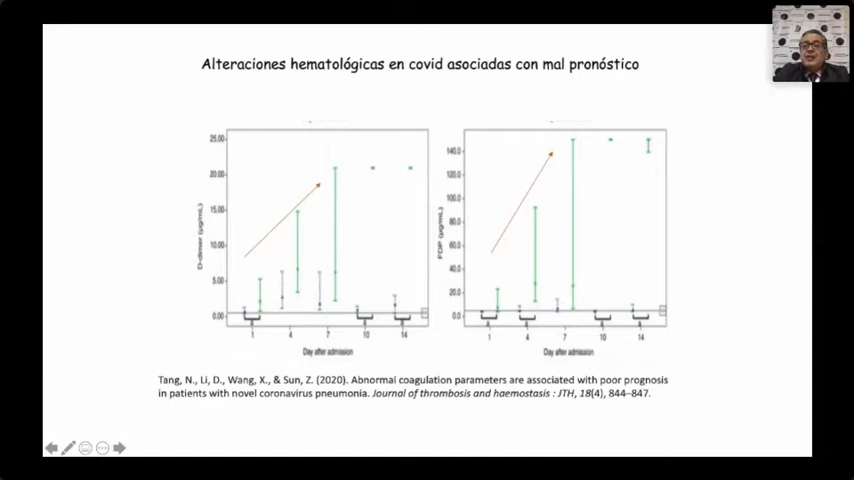 Alteraciones hematológicas en covid asociadas con mal pronóstico
25.00
20.00
15.00
10.00
5.00
0.00
D-dimer (µg/mL)
1 4 7 10 14
Day after admission
140.0
120.0
100.0
80.0
60.0
40.0
20.0
0.0
FDP (µg/mL)
1 4 7 10 14
Day after admission
Tang, N., Li, D., Wang, X., & Sun, Z. (2020). Abnormal coagulation parameters are associated with poor prognosis
in patients with novel coronavirus pneumonia. Journal of thrombosis and haemostasis : JTH, 18(4), 844–847.